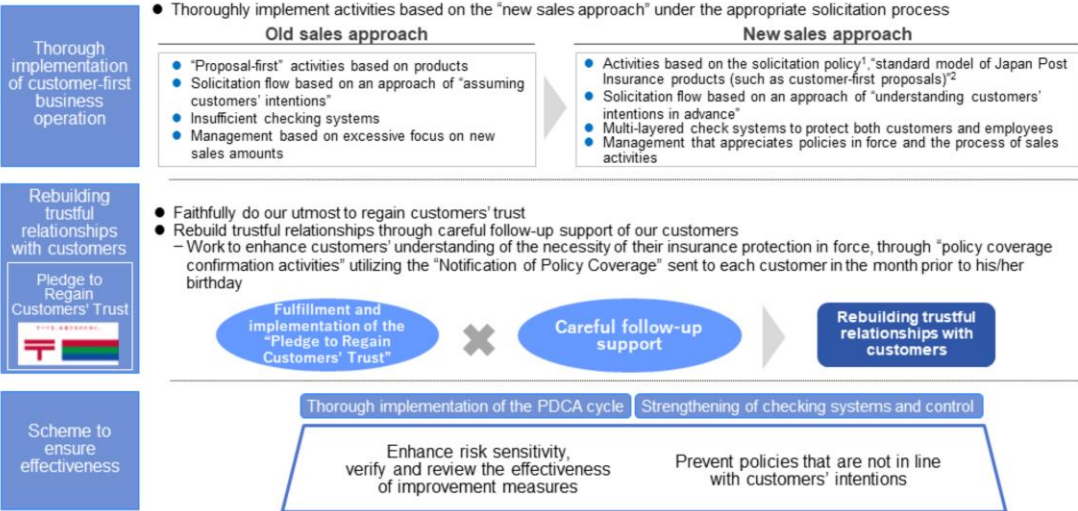 Thorough
implementation
of customer-first
business
operation
● Thoroughly implement activities based on the “new sales approach” under the appropriate solicitation process
Old sales approach
● “Proposal-first” activities based on products
● Solicitation flow based on an approach of “assuming
customers’ intentions”
● Insufficient checking systems
● Management based on excessive focus on new
sales amounts
New sales approach
● Activities based on the solicitation policy¹,“standard model of Japan Post
Insurance products (such as customer-first proposals)”²
● Solicitation flow based on an approach of “understanding customers’
intentions in advance”
● Multi-layered check systems to protect both customers and employees
● Management that appreciates policies in force and the process of sales
activities
Rebuilding
trustful
relationships
with customers
Pledge to
Regain
Customers’ Trust
● Faithfully do our utmost to regain customers’ trust
● Rebuild trustful relationships through careful follow-up support of our customers
– Work to enhance customers’ understanding of the necessity of their insurance protection in force, through “policy coverage
confirmation activities” utilizing the “Notification of Policy Coverage” sent to each customer in the month prior to his/her
birthday
Fulfillment and
implementation of the
“Pledge to Regain
Customers’ Trust”
Careful follow-up
support
Rebuilding trustful
relationships with
customers
Scheme to
ensure
effectiveness
Thorough implementation of the PDCA cycle
Strengthening of checking systems and control
Enhance risk sensitivity,
verify and review the effectiveness
of improvement measures
Prevent policies that are not in line
with customers’ intentions